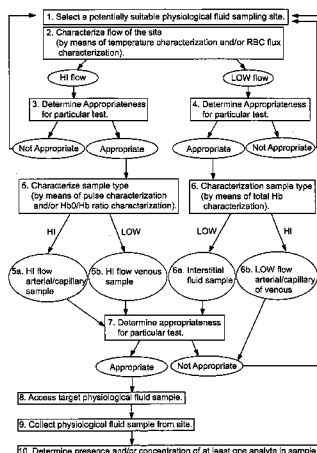 1. Select a potentially suitable physiological fluid sampling site.
2. Characterize flow of the site
(by means of temperature characterization and/or RBC flux
characterization).
HI flow
LOW flow
3. Determine Appropriateness
for particular test.
4. Determine Appropriateness
for particular test.
Not Appropriate
Appropriate
Appropriate
Not Appropriate
5. Characterize sample type
(by means of pulse characterization
and/or Hb0/Hb ratio characterization).
6. Characterization sample type
(by means of total Hb
characterization).
HI
LOW
LOW
HI
5a. HI flow
arterial/capillary
sample
5b. HI flow venous
sample
6a. Interstitial
fluid sample
6b. LOW flow
arterial/capillary
of venous
7. Determine appropriateness
for particular test.
Appropriate
Not Appropriate
8. Access target physiological fluid sample.
9. Collect physiological fluid sample from site.
10. Determine presence and/or concentration of at least one analyte in sample